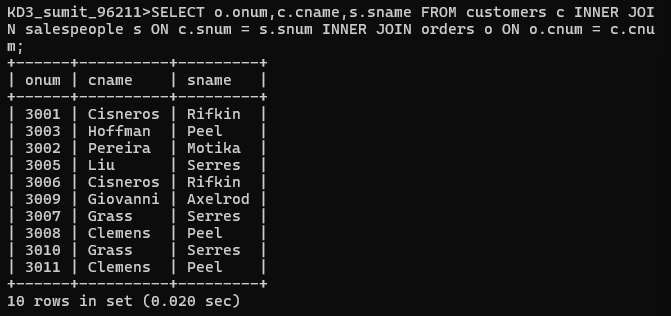 KD3_sumit_96211>SELECT o.onum,c.cname,s.sname FROM customers c INNER JOI
N salespeople s ON c.snum = s.snum INNER JOIN orders o ON o.cnum = c.cnu
m;
+------+----------+---------+
| onum | cname    | sname   |
+------+----------+---------+
| 3001 | Cisneros | Rifkin  |
| 3003 | Hoffman  | Peel    |
| 3002 | Pereira  | Motika  |
| 3005 | Liu      | Serres  |
| 3006 | Cisneros | Rifkin  |
| 3009 | Giovanni | Axelrod |
| 3007 | Grass    | Serres  |
| 3008 | Clemens  | Peel    |
| 3010 | Grass    | Serres  |
| 3011 | Clemens  | Peel    |
+------+----------+---------+
10 rows in set (0.020 sec)